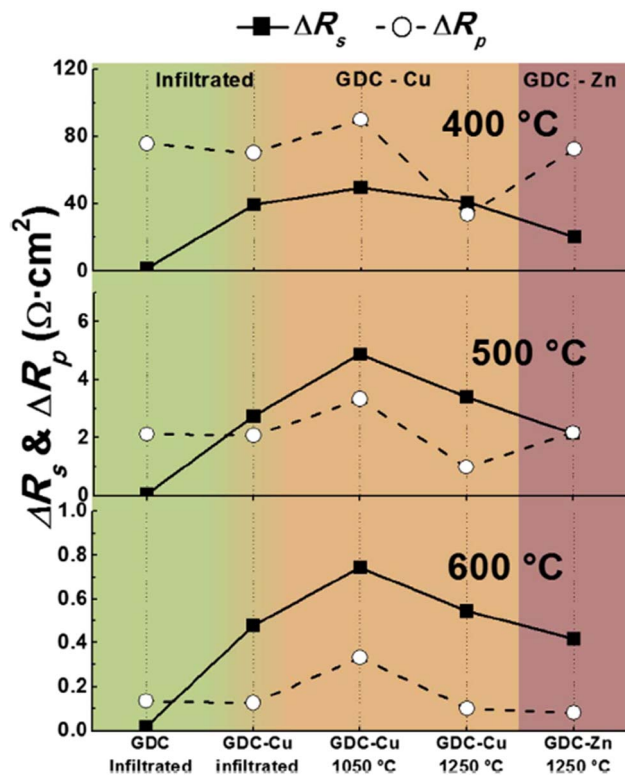 ΔRs ΔRp
Infiltrated GDC - Cu GDC - Zn
120
400 °C
80
40
0
6
500 °C
4
2
0
1.0
600 °C
0.8
0.6
0.4
0.2
0.0
ΔRs & ΔRp (Ω·cm²)
GDC GDC-Cu GDC-Cu GDC-Cu GDC-Zn
Infiltrated infiltrated 1050 °C 1250 °C 1250 °C